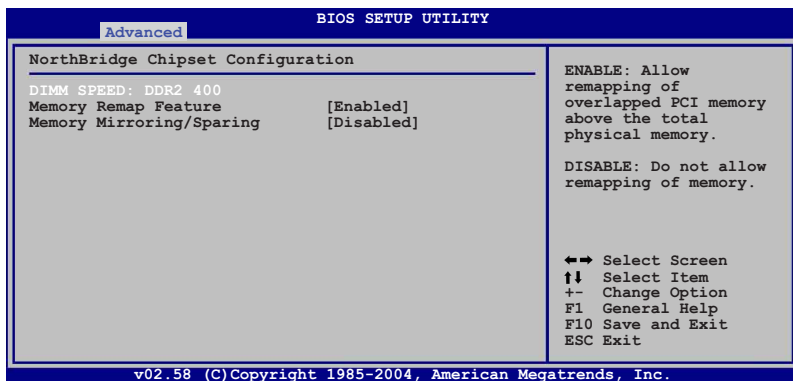 BIOS SETUP UTILITY
Advanced
NorthBridge Chipset Configuration
DIMM SPEED: DDR2 400
Memory Remap Feature [Enabled]
Memory Mirroring/Sparing [Disabled]
ENABLE: Allow
remapping of
overlapped PCI memory
above the total
physical memory.
DISABLE: Do not allow
remapping of memory.
←→ Select Screen
↑↓ Select Item
+- Change Option
F1 General Help
F10 Save and Exit
ESC Exit
v02.58 (C)Copyright 1985-2004, American Megatrends, Inc.